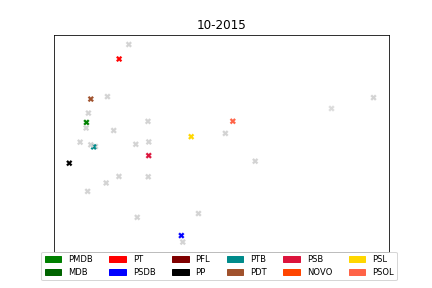 10-2015
PMDB PT PFL PTB PSB PSL
MDB PSDB PP PDT NOVO PSOL